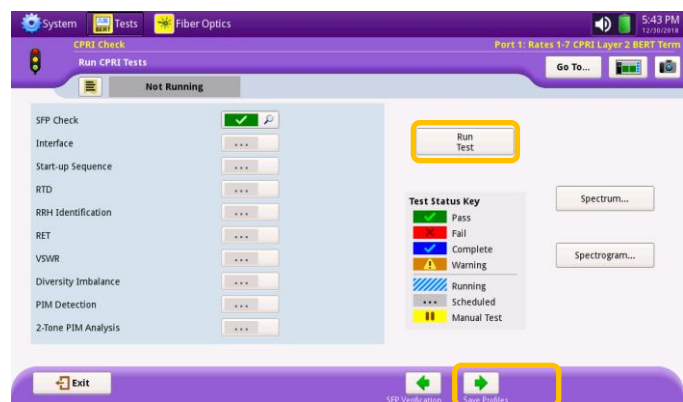 System Tests Fiber Optics 5:43 PM
12/30/2018
CPRI Check Port 1: Rates 1-7 CPRI Layer 2 BERT Term
Run CPRI Tests
Go To...
Not Running
SFP Check
Interface ...
Start-up Sequence ...
RTD ...
RRH Identification ...
RET ...
VSWR ...
Diversity Imbalance ...
PIM Detection ...
2-Tone PIM Analysis ...
Run
Test
Test Status Key
Pass
Fail
Complete
Warning
Running
... Scheduled
Manual Test
Spectrum...
Spectrogram...
Exit
SFP Verification Save Profiles